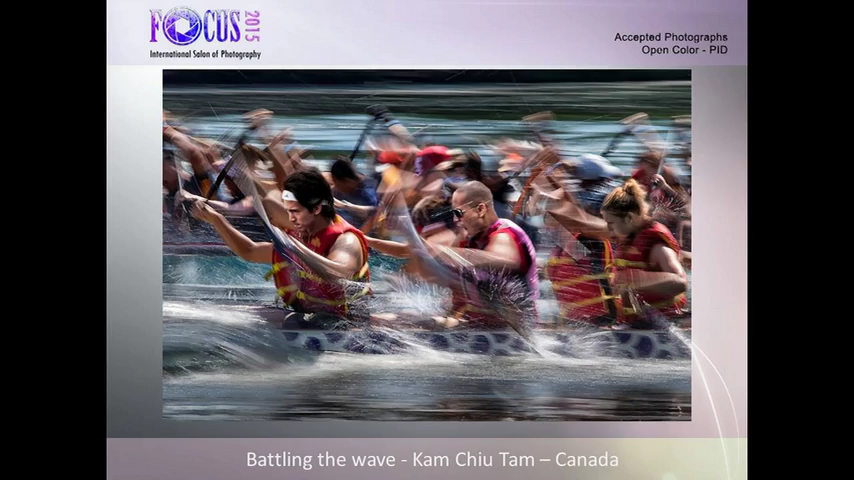 FOCUS 2015
International Salon of Photography
Accepted Photographs
Open Color - PID
Battling the wave - Kam Chiu Tam – Canada